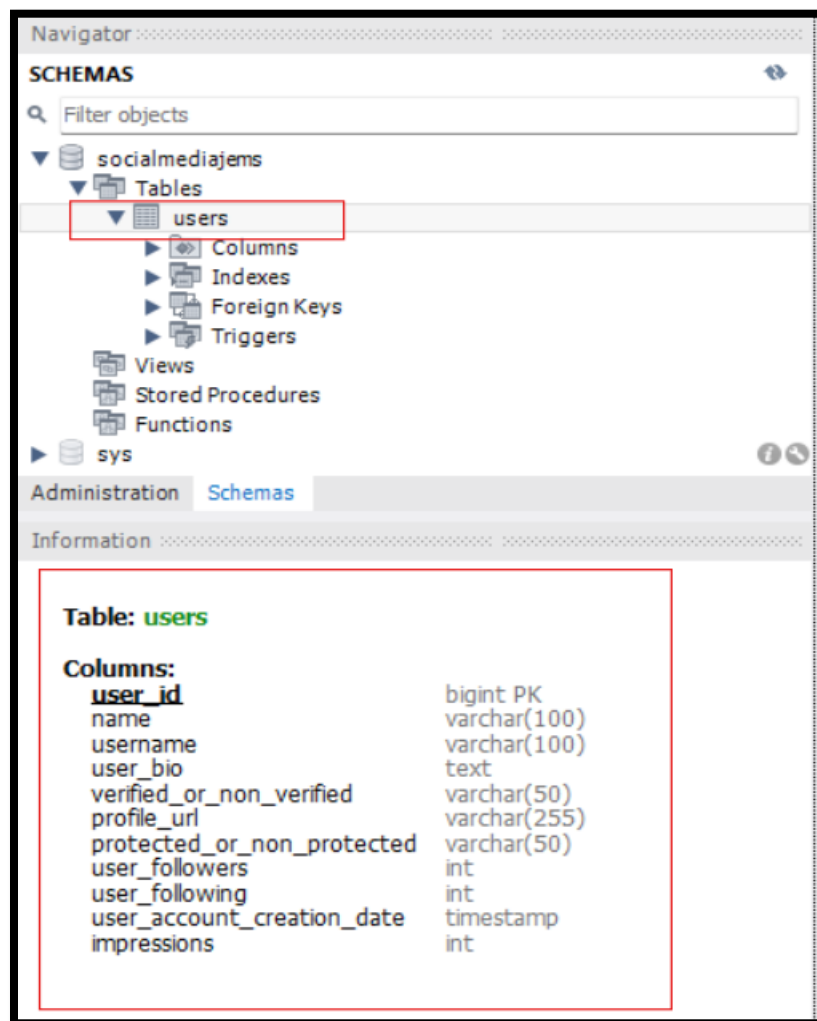 Navigator
SCHEMAS
Filter objects
socialmediajems
Tables
users
Columns
Indexes
Foreign Keys
Triggers
Views
Stored Procedures
Functions
sys
Administration Schemas
Information
Table: users
Columns:
user_id bigint PK
name varchar(100)
username varchar(100)
user_bio text
verified_or_non_verified varchar(50)
profile_url varchar(255)
protected_or_non_protected varchar(50)
user_followers int
user_following int
user_account_creation_date timestamp
impressions int